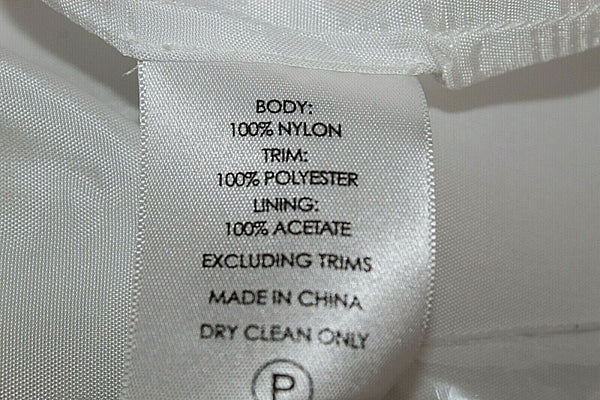 BODY:
100% NYLON
TRIM:
100% POLYESTER
LINING:
100% ACETATE
EXCLUDING TRIMS
MADE IN CHINA
DRY CLEAN ONLY
P